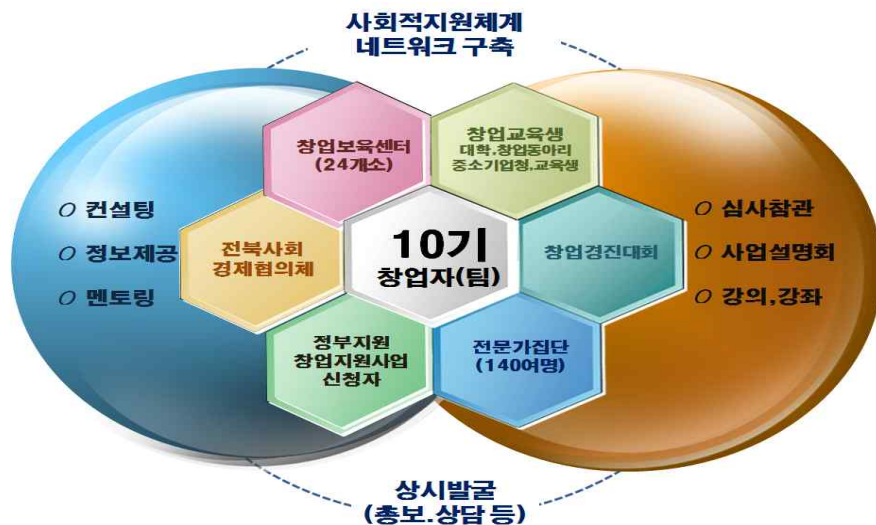 사회적지원체계
네트워크 구축
창업보육센터
(24개소)
창업교육생
대학.창업동아리
중소기업청,교육생
O 컨설팅
O 정보제공
O 멘토링
전북사회
경제협의체
10기
창업자(팀)
창업경진대회
O 심사참관
O 사업설명회
O 강의,강좌
정부지원
창업지원사업
신청자
전문가집단
(140여명)
상시발굴
(총보.상담 등)